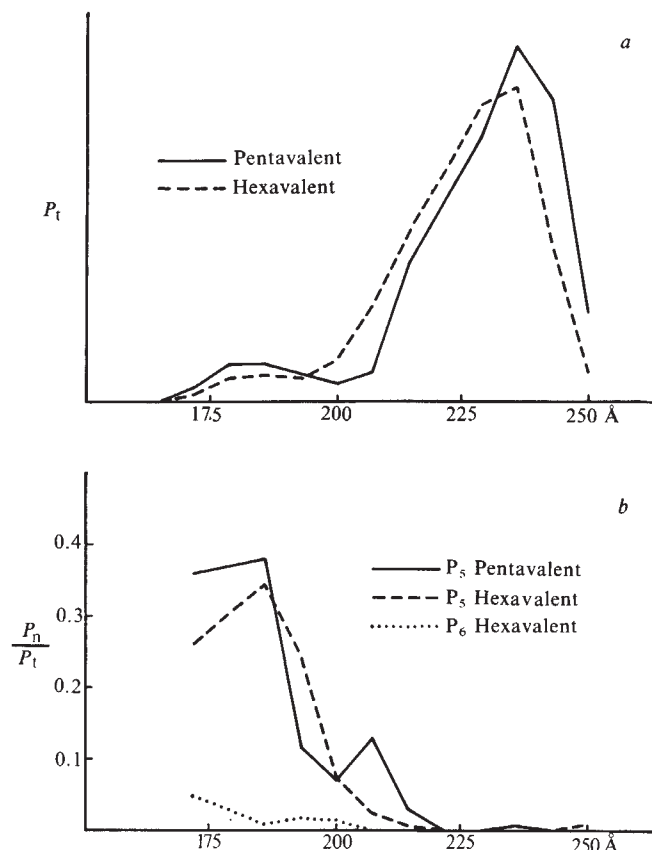 a
Pentavalent
Hexavalent
Pt
175
200
225
250 Å
b
0.4
P5 Pentavalent
0.3
P5 Hexavalent
P6 Hexavalent
Pn
Pt
0.2
0.1
175
200
225
250 Å